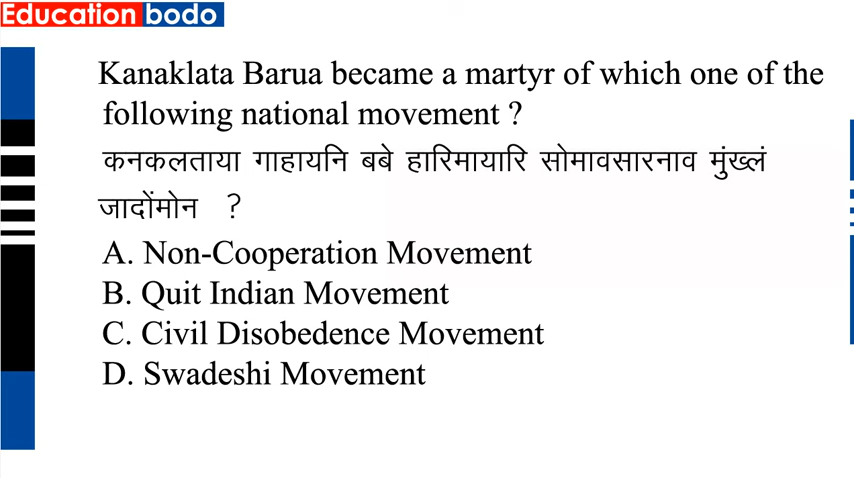 Education bodo
Kanaklata Barua became a martyr of which one of the
following national movement ?
कनकलताया गाहायनि बबे हारिमायारि सोमावसारनाव मुंख्लं
जादोंमोन ?
A. Non-Cooperation Movement
B. Quit Indian Movement
C. Civil Disobedence Movement
D. Swadeshi Movement